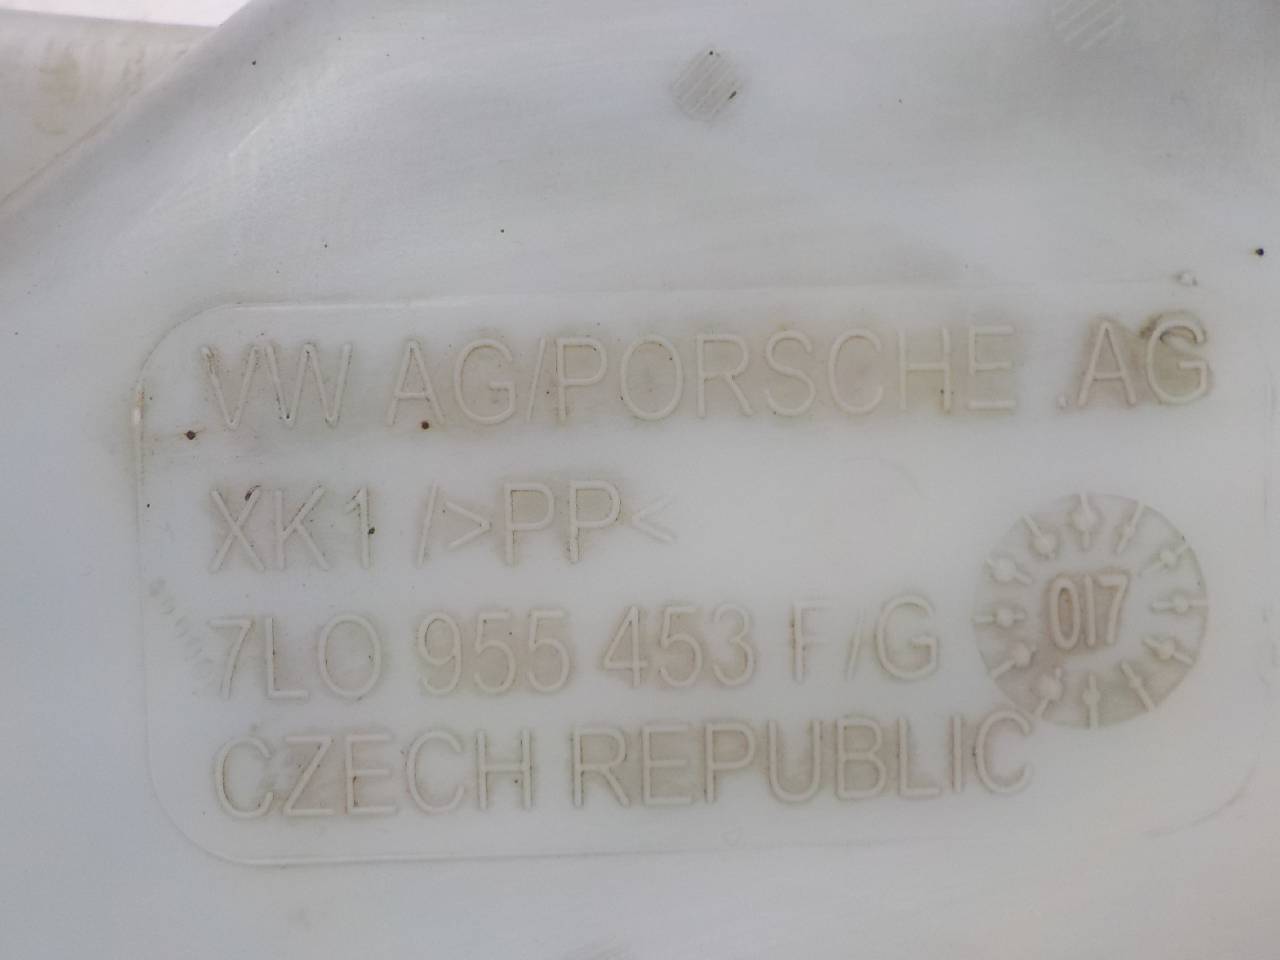 VW AG/PORSCHE AG
XK1 />PP<
7L0 955 453 F/G
017
CZECH REPUBLIC